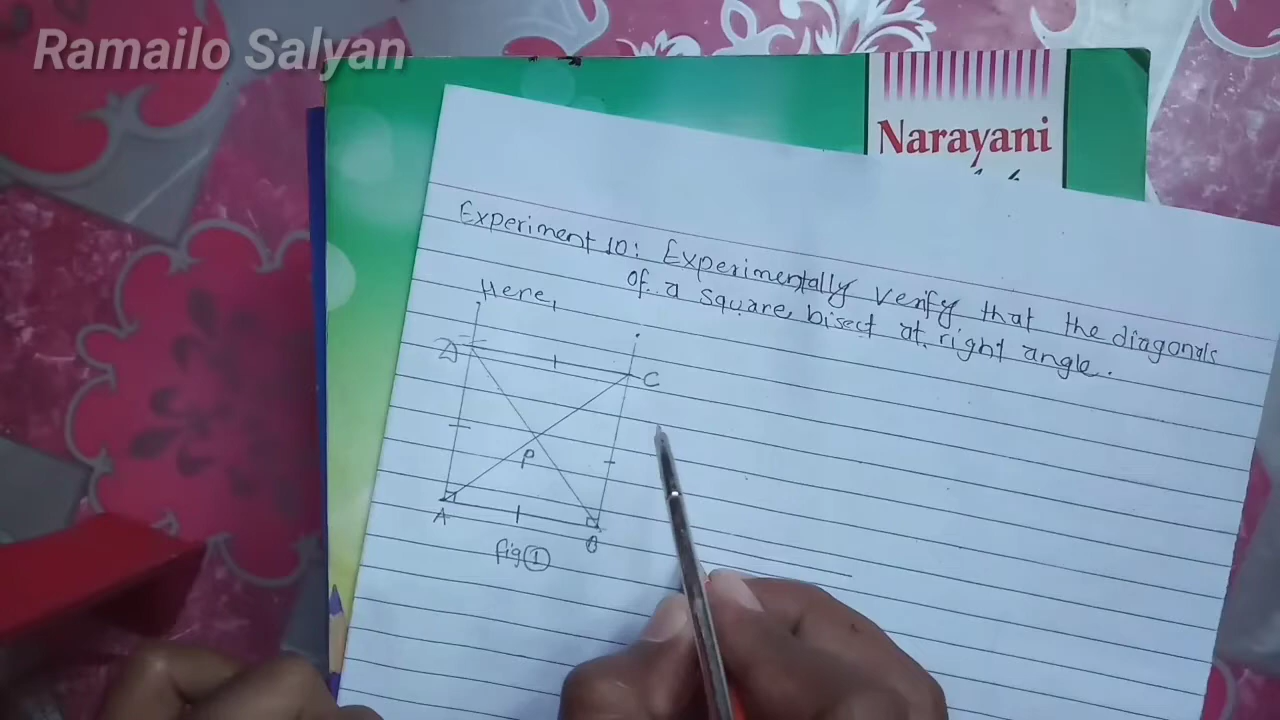 Ramailo Salyan
Narayani
Experiment 10: Experimentally verify that the diagonals
of a square bisect at right angle.
Here,
D
C
P
A
B
fig ①